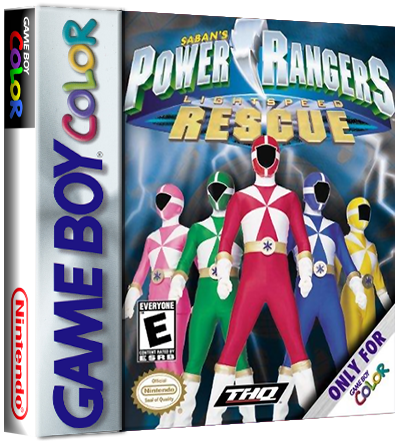 GAME BOY
COLOR
Nintendo
GAME BOY COLOR
SABAN'S
POWER RANGERS
LIGHTSPEED
RESCUE
EVERYONE
E
CONTENT RATED BY
ESRB
Official
Nintendo
Seal of Quality
THQ
ONLY FOR
GAME BOY
COLOR